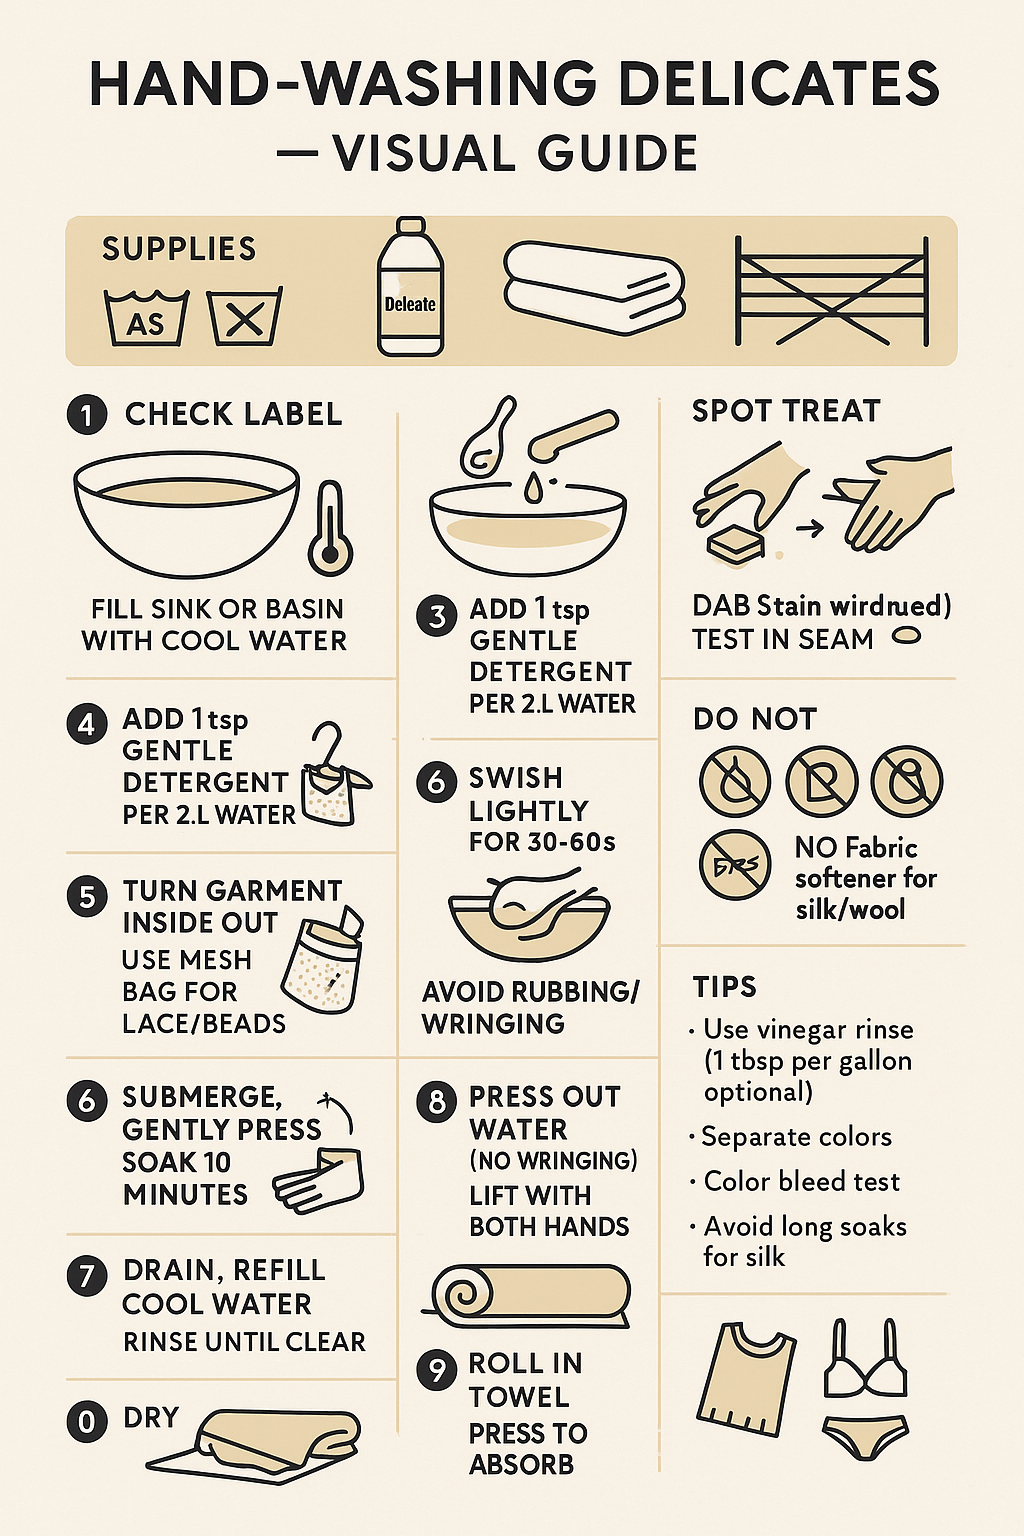 HAND-WASHING DELICATES
— VISUAL GUIDE
SUPPLIES
AS
Deleate
1 CHECK LABEL
FILL SINK OR BASIN
WITH COOL WATER
3 ADD 1 tsp
GENTLE
DETERGENT
PER 2.L WATER
SPOT TREAT
DAB Stain wirdnued)
TEST IN SEAM
4 ADD 1 tsp
GENTLE
DETERGENT
PER 2.L WATER
5 TURN GARMENT
INSIDE OUT
USE MESH
BAG FOR
LACE/BEADS
6 SUBMERGE,
GENTLY PRESS
SOAK 10
MINUTES
7 DRAIN, REFILL
COOL WATER
RINSE UNTIL CLEAR
0 DRY
6 SWISH
LIGHTLY
FOR 30-60s
AVOID RUBBING/
WRINGING
8 PRESS OUT
WATER
(NO WRINGING)
LIFT WITH
BOTH HANDS
9 ROLL IN
TOWEL
PRESS TO
ABSORB
DO NOT
NO Fabric
softener for
silk/wool
TIPS
· Use vinegar rinse
(1 tbsp per gallon
optional)
· Separate colors
· Color bleed test
· Avoid long soaks
for silk